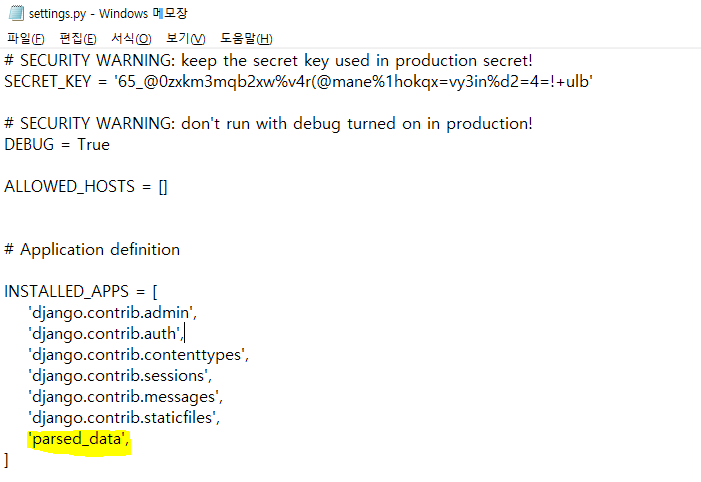 settings.py - Windows 메모장
파일(F) 편집(E) 서식(O) 보기(V) 도움말(H)
# SECURITY WARNING: keep the secret key used in production secret!
SECRET_KEY = '65_@0zxkm3mqb2xw%v4r(@mane%1hokqx=vy3in%d2=4=!+ulb'
# SECURITY WARNING: don't run with debug turned on in production!
DEBUG = True
ALLOWED_HOSTS = []
# Application definition
INSTALLED_APPS = [
'django.contrib.admin',
'django.contrib.auth',
'django.contrib.contenttypes',
'django.contrib.sessions',
'django.contrib.messages',
'django.contrib.staticfiles',
'parsed_data',
]